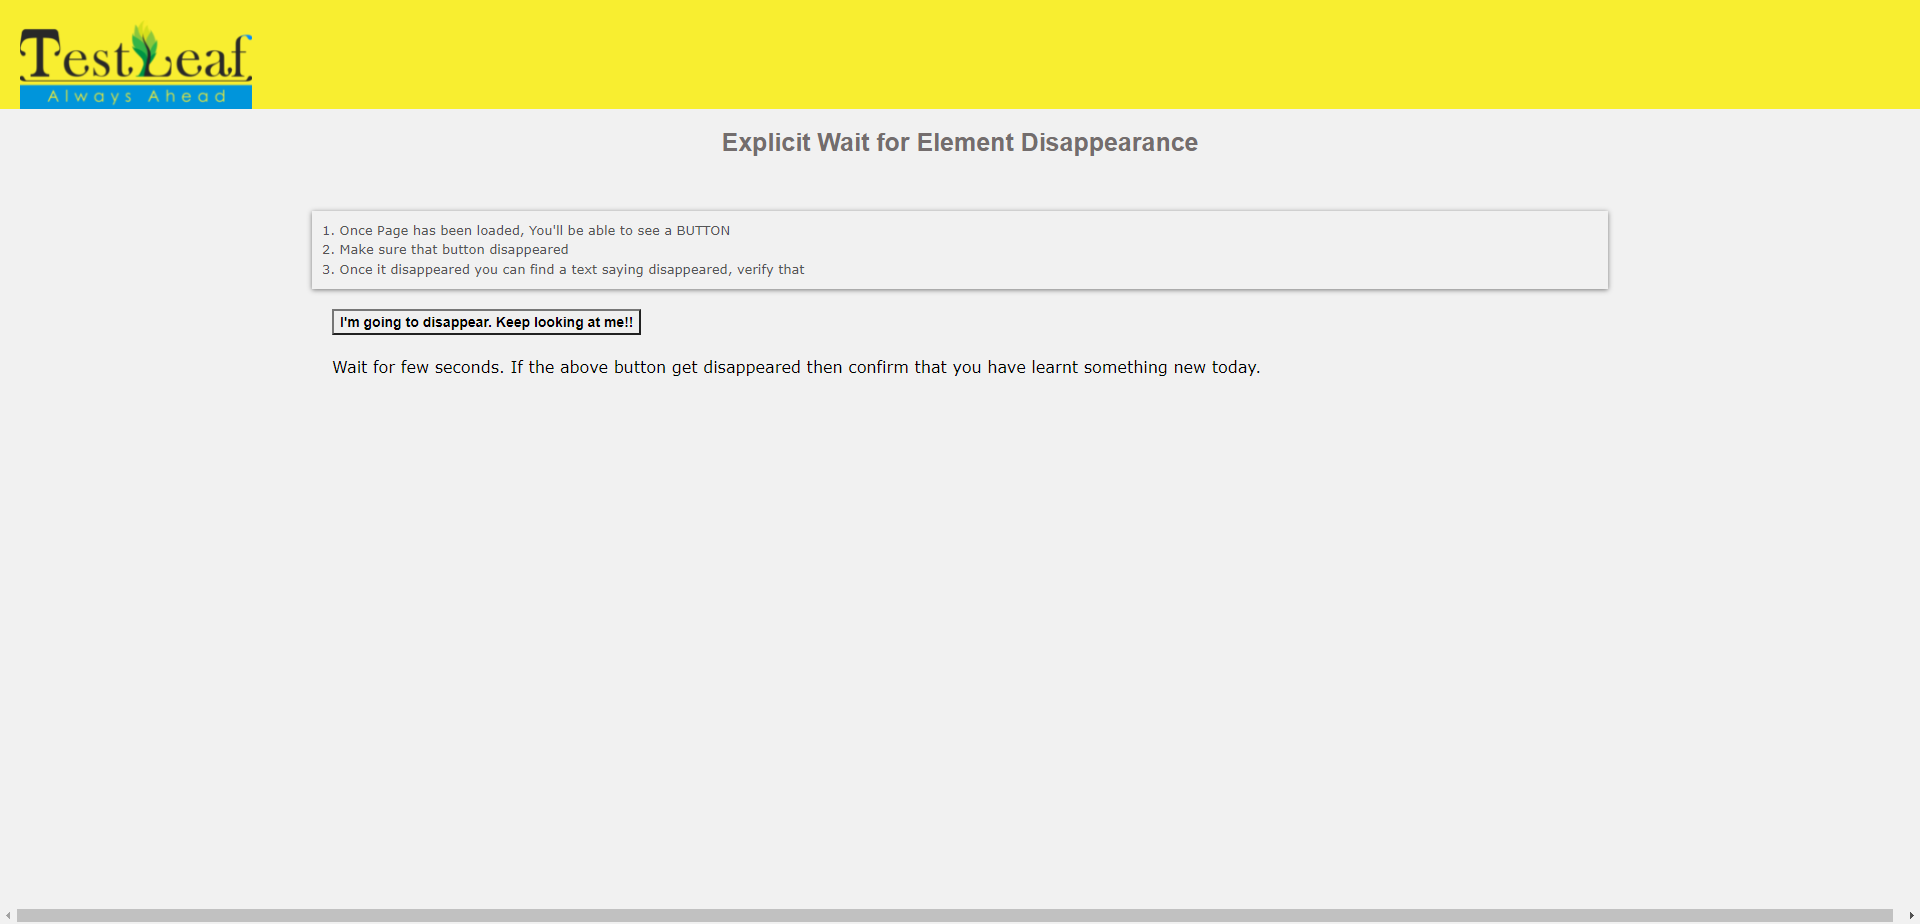 TestLeaf
Always Ahead
Explicit Wait for Element Disappearance
1. Once Page has been loaded, You'll be able to see a BUTTON
2. Make sure that button disappeared
3. Once it disappeared you can find a text saying disappeared, verify that
I'm going to disappear. Keep looking at me!!
Wait for few seconds. If the above button get disappeared then confirm that you have learnt something new today.